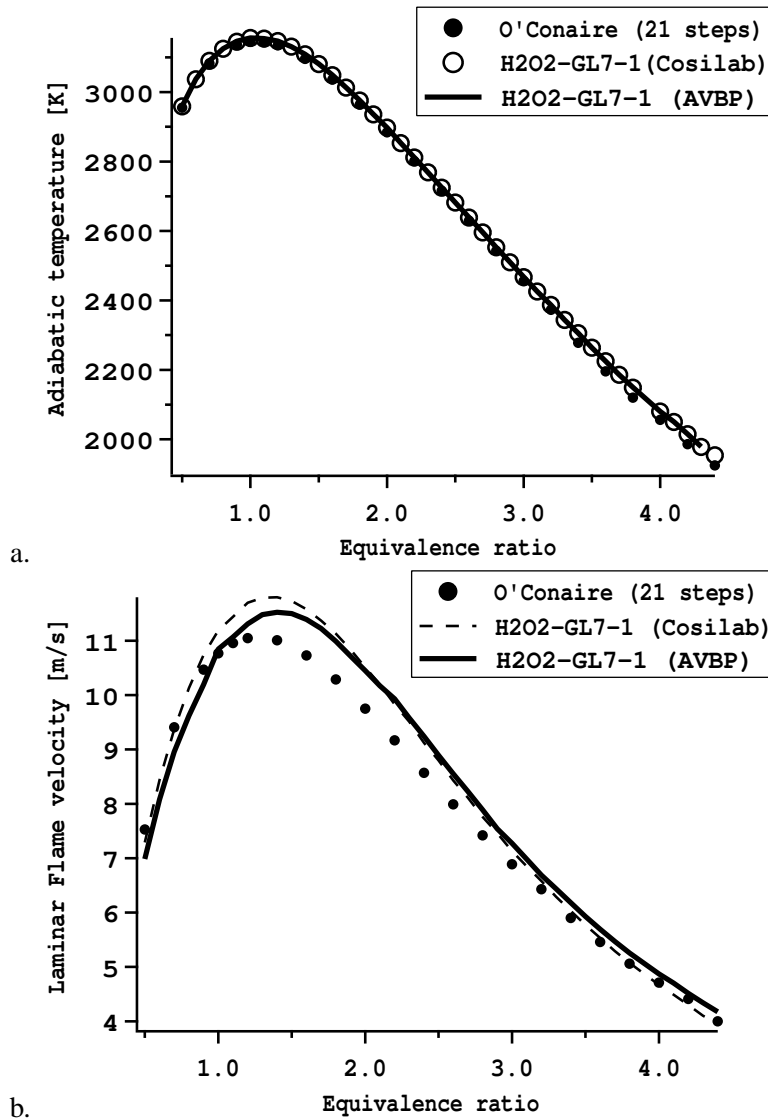 O'Conaire (21 steps)
H2O2-GL7-1(Cosilab)
H2O2-GL7-1 (AVBP)
Adiabatic temperature [K]
3000
2800
2600
2400
2200
2000
1.0 2.0 3.0 4.0
Equivalence ratio
a.
O'Conaire (21 steps)
H2O2-GL7-1 (Cosilab)
H2O2-GL7-1 (AVBP)
Laminar Flame velocity [m/s]
11
10
9
8
7
6
5
4
1.0 2.0 3.0 4.0
Equivalence ratio
b.